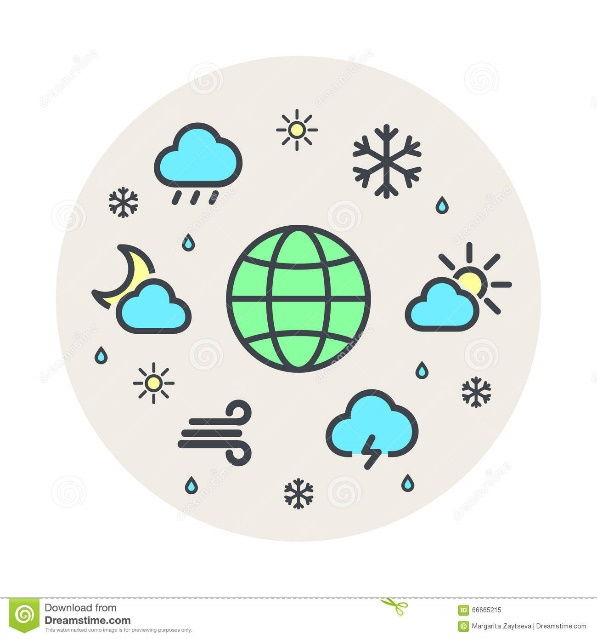 Download from
Dreamstime.com
This watermarked comp image is for previewing purposes only.
66665215
Margarita Zaytseva | Dreamstime.com